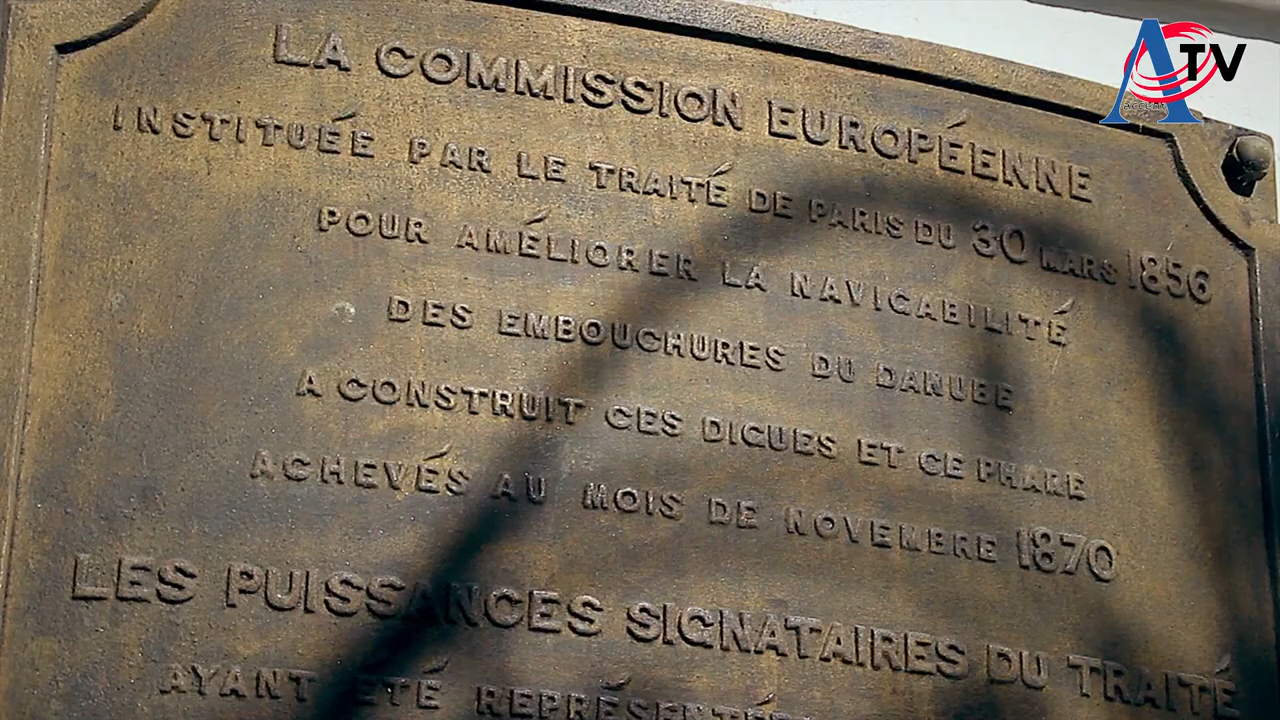 LA COMMISSION EUROPÉENNE
INSTITUÉE PAR LE TRAITÉ DE PARIS DU 30 MARS 1856
POUR AMÉLIORER LA NAVIGABILITÉ
DES EMBOUCHURES DU DANUBE
A CONSTRUIT CES DIGUES ET CE PHARE
ACHEVÉS AU MOIS DE NOVEMBRE 1870
LES PUISSANCES SIGNATAIRES DU TRAITÉ
AYANT ÉTÉ
A TV
accent